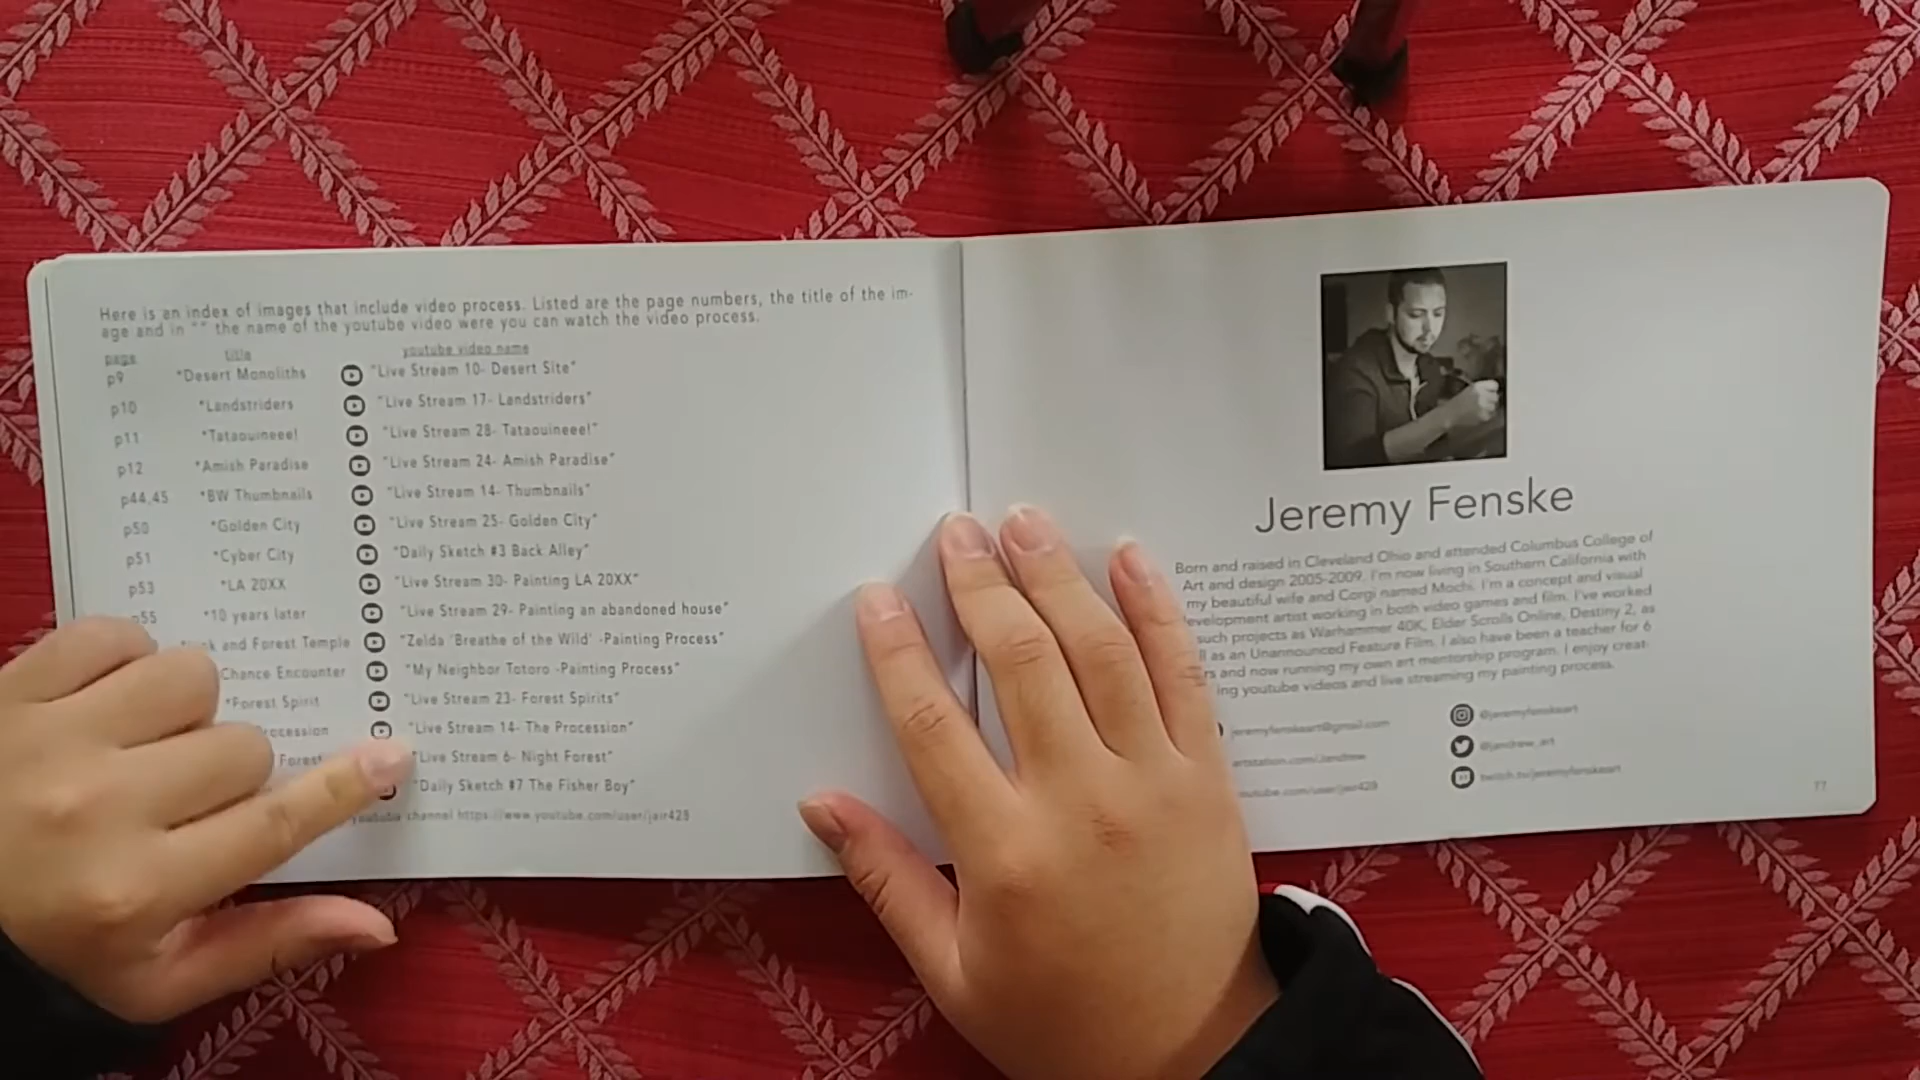 Here is an index of images that include video process. Listed are the page numbers, the title of the im-
age and in "" the name of the youtube video were you can watch the video process.
page title youtube video name
p9 *Desert Monoliths "Live Stream 10- Desert Site"
p10 *Landstriders "Live Stream 17- Landstriders"
p11 *Tataouineee! "Live Stream 28- Tataouineee!"
p12 *Amish Paradise "Live Stream 24- Amish Paradise"
p44,45 *BW Thumbnails "Live Stream 14- Thumbnails"
p50 *Golden City "Live Stream 25- Golden City"
p51 *Cyber City "Daily Sketch #3 Back Alley"
p53 *LA 20XX "Live Stream 30- Painting LA 20XX"
p55 *10 years later "Live Stream 29- Painting an abandoned house"
and Forest Temple "Zelda 'Breathe of the Wild' -Painting Process"
Chance Encounter "My Neighbor Totoro -Painting Process"
*Forest Spirit "Live Stream 23- Forest Spirits"
"Live Stream 14- The Procession"
Forest "Live Stream 6- Night Forest"
"Daily Sketch #7 The Fisher Boy"
youtube channel https://www.youtube.com/user/jair428
Jeremy Fenske
Born and raised in Cleveland Ohio and attended Columbus College of
Art and design 2005-2009. I'm now living in Southern California with
my beautiful wife and Corgi named Mochi. I'm a concept and visual
artist working in both video games and film. I've worked
such projects as Warhammer 40K, Elder Scrolls Online, Destiny 2, as
as an Unannounced Feature Film. I also have been a teacher for 6
and now running my own art mentorship program. I enjoy creat-
ing youtube videos and live streaming my painting process.
jeremyfenskeart@gmail.com @jeremyfenskeart
@jandrew_art
twitch.tv/jeremyfenskeart
77